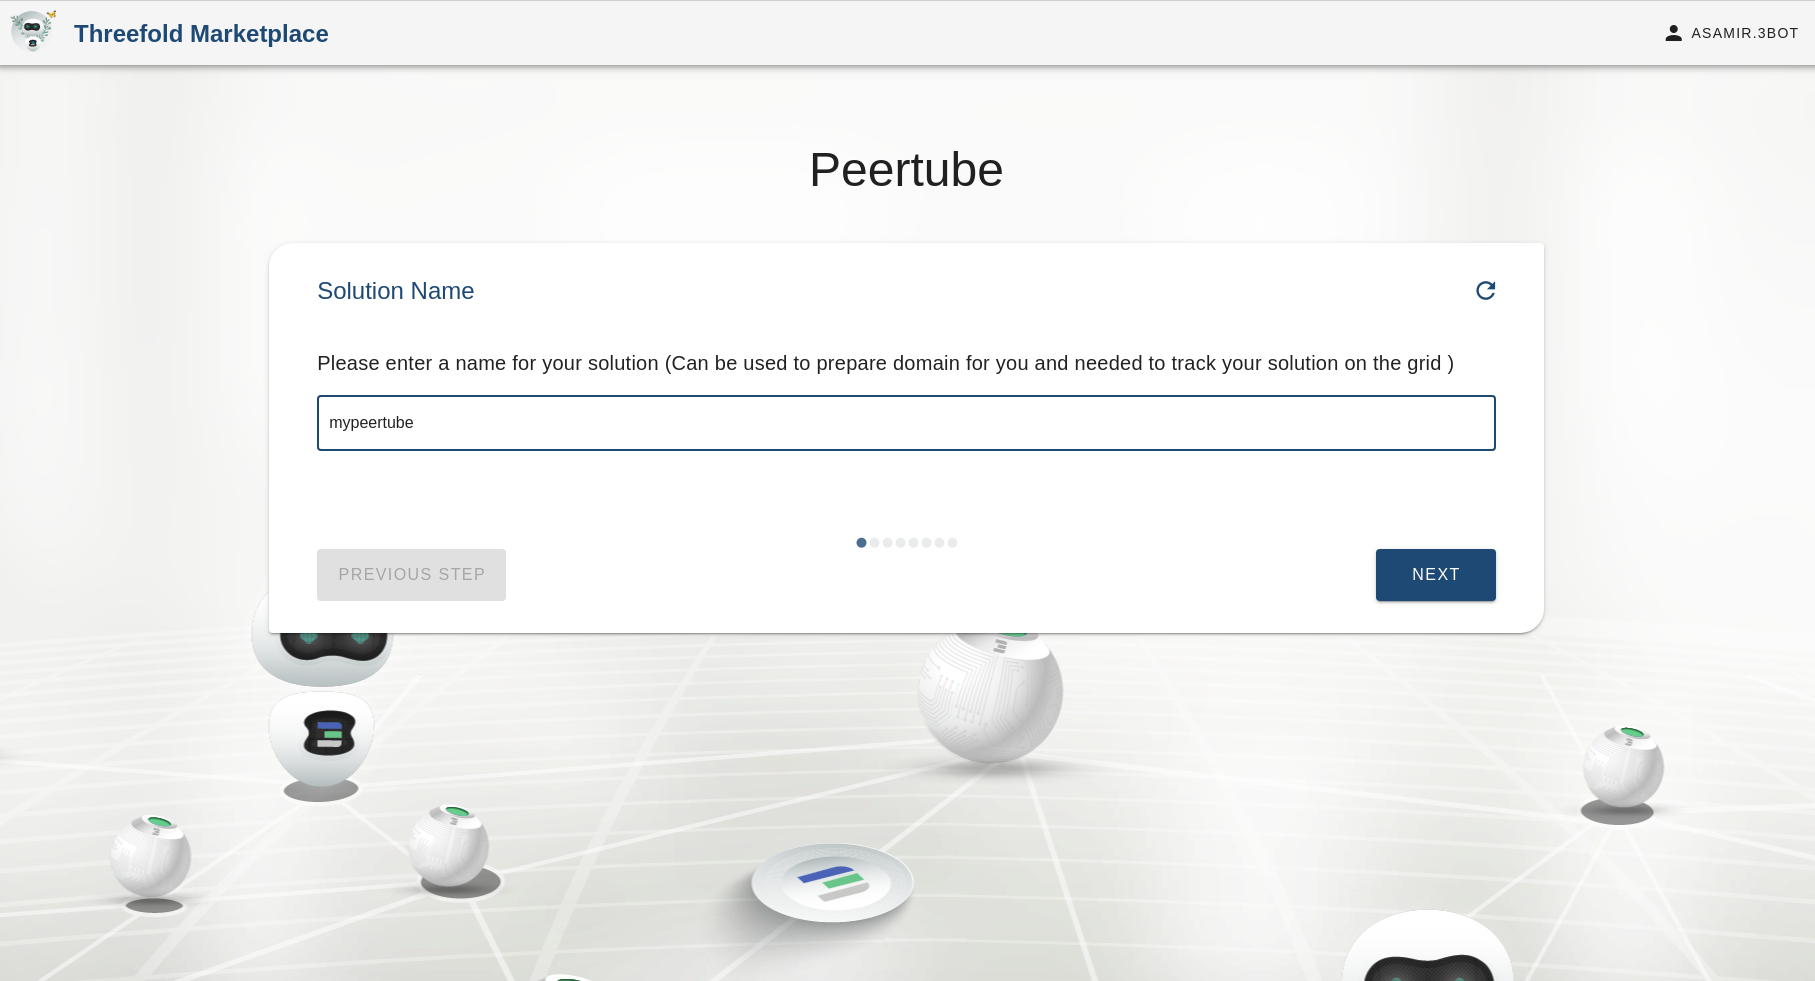 Threefold Marketplace
ASAMIR.3BOT
Peertube
Solution Name
Please enter a name for your solution (Can be used to prepare domain for you and needed to track your solution on the grid )
mypeertube
PREVIOUS STEP
NEXT